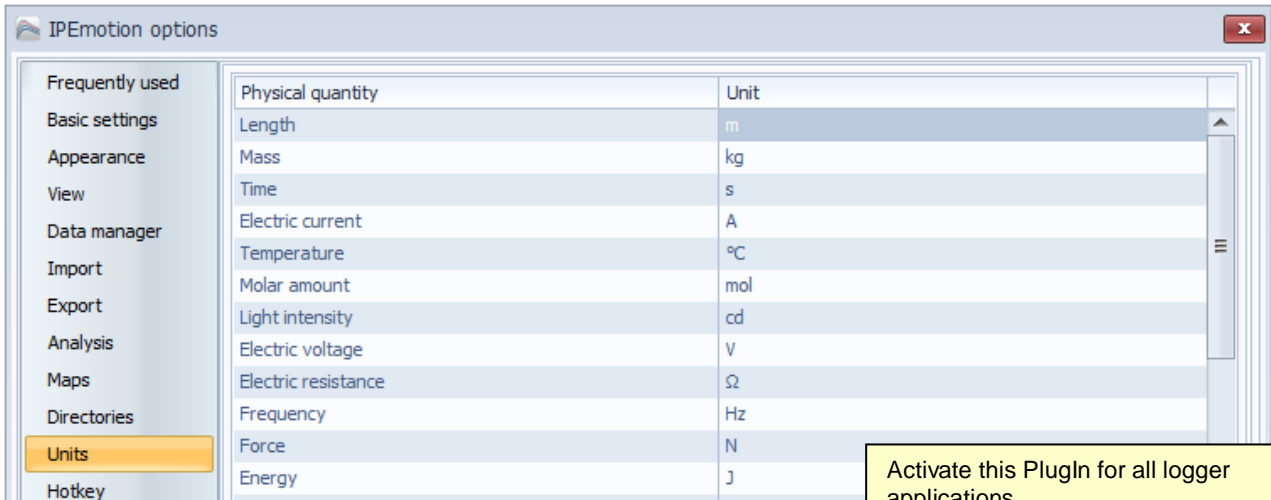 IPEmotion options
x
Frequently used
Basic settings
Appearance
View
Data manager
Import
Export
Analysis
Maps
Directories
Units
Hotkey
Physical quantity Unit
Length m
Mass kg
Time s
Electric current A
Temperature °C
Molar amount mol
Light intensity cd
Electric voltage V
Electric resistance Ω
Frequency Hz
Force N
Energy J
Activate this PlugIn for all logger
applications